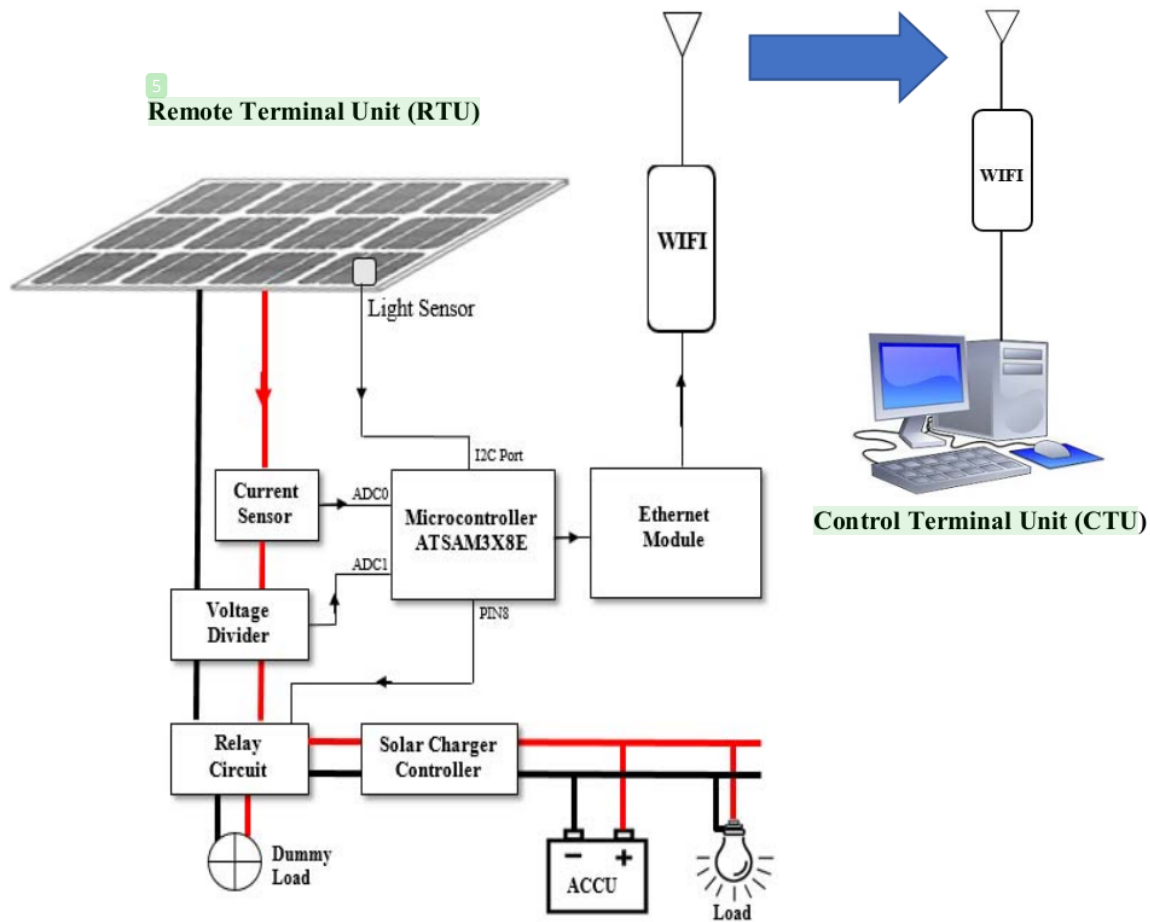 5
Remote Terminal Unit (RTU)
WIFI
WIFI
Light Sensor
I2C Port
Current
Sensor
ADC0
Microcontroller
ATSAM3X8E
Ethernet
Module
Control Terminal Unit (CTU)
ADC1
Voltage
Divider
PIN8
Relay
Circuit
Solar Charger
Controller
Dummy
Load
− +
ACCU
Load